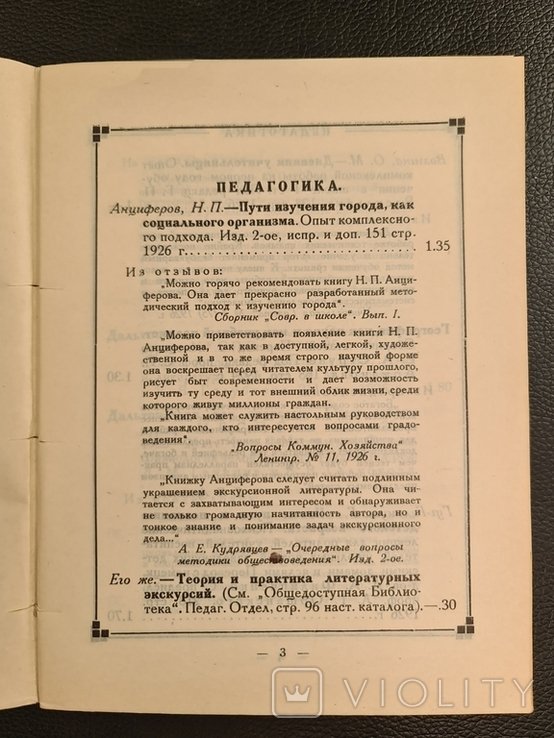 ПЕДАГОГИКА.
Анциферов, Н. П.—Пути изучения города, как
социального организма. Опыт комплексно-
го подхода. Изд. 2-ое, испр. и доп. 151 стр.
1926 г. . . . . . . . . . . . . . . . . . . . . . . . . 1.35
Из отзывов:
„Можно горячо рекомендовать книгу Н. П. Анци-
ферова. Она дает прекрасно разработанный мето-
дический подход к изучению города“.
Сборник „Совр. в школе“. Вып. I.
„Можно приветствовать появление книги Н. П.
Анциферова, так как в доступной, легкой, художе-
ственной и в то же время строго научной форме
она воскрешает перед читателем культуру прошлого,
рисует быт современности и дает возможность
изучить ту среду и тот внешний облик жизни, среди
которого живут миллионы граждан.
„Книга может служить настольным руководством
для каждого, кто интересуется вопросами градо-
ведения“.
„Вопросы Коммун. Хозяйства“
Ленингр. № 11, 1926 г.
„Книжку Анциферова следует считать подлинным
украшением экскурсионной литературы. Она чи-
тается с захватывающим интересом и обнаруживает
не только громадную начитанность автора, но и
тонкое знание и понимание задач экскурсионного
дела...“
А. Е. Кудрявцев — „Очередные вопросы
методики обществоведения“. Изд. 2-ое.
Его же. — Теория и практика литературных
экскурсий. (См. „Общедоступная Библио-
тека“. Педаг. Отдел, стр. 96 наст. каталога).—.30
— 3 —
VIOLITY